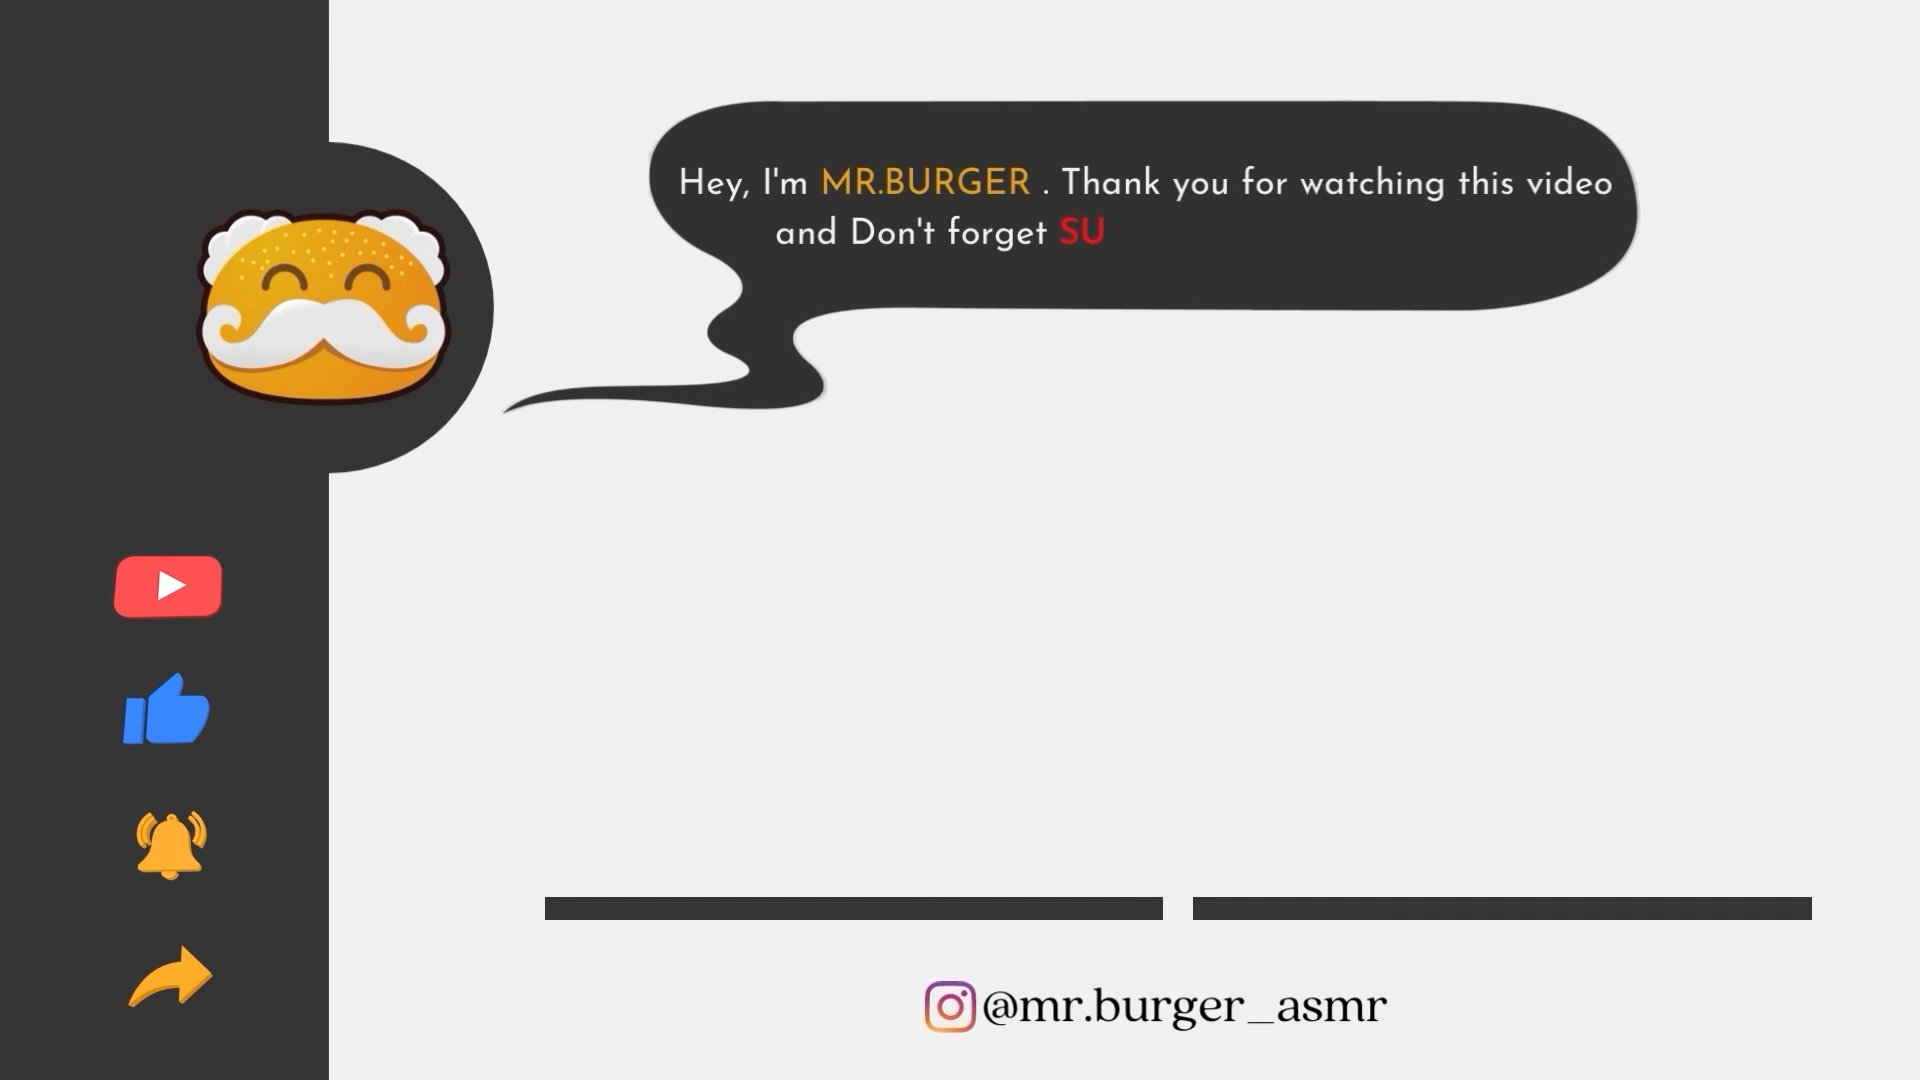 Hey, I'm MR.BURGER . Thank you for watching this video
and Don't forget SU
@mr.burger_asmr